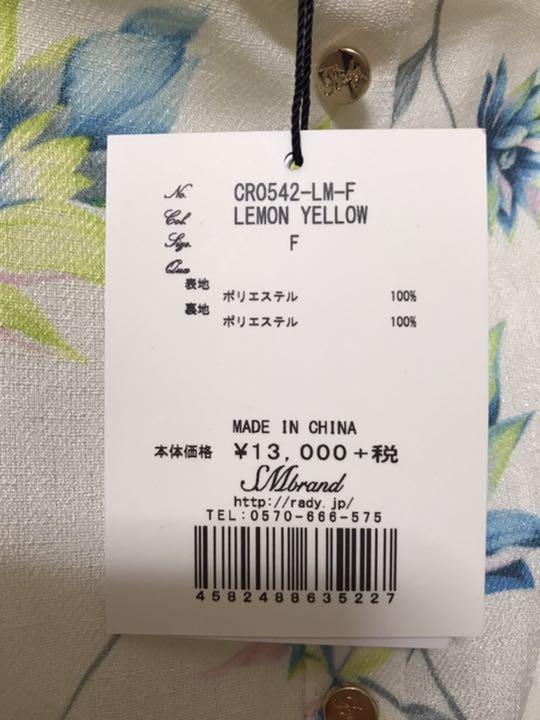 Rady
No. CR0542-LM-F
Col. LEMON YELLOW
Size. F
Qua
表地
ポリエステル 100%
裏地
ポリエステル 100%
MADE IN CHINA
本体価格 ¥13,000+税
SMbrand
http://rady.jp/
TEL:0570-666-575
4582488635227